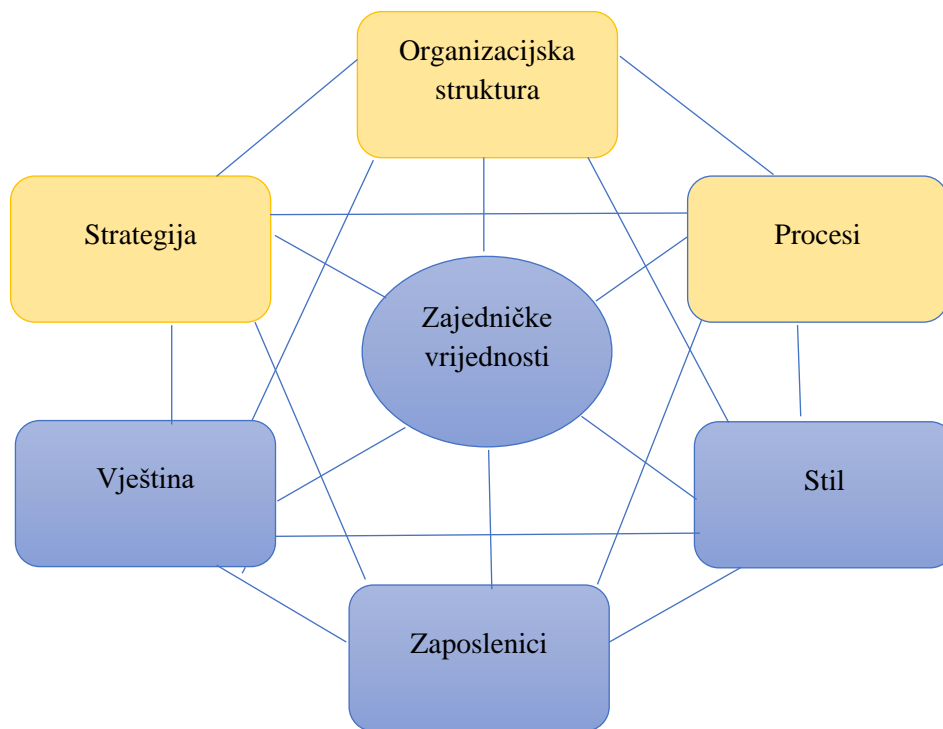 Organizacijska
struktura
Strategija
Procesi
Zajedničke
vrijednosti
Vještina
Stil
Zaposlenici